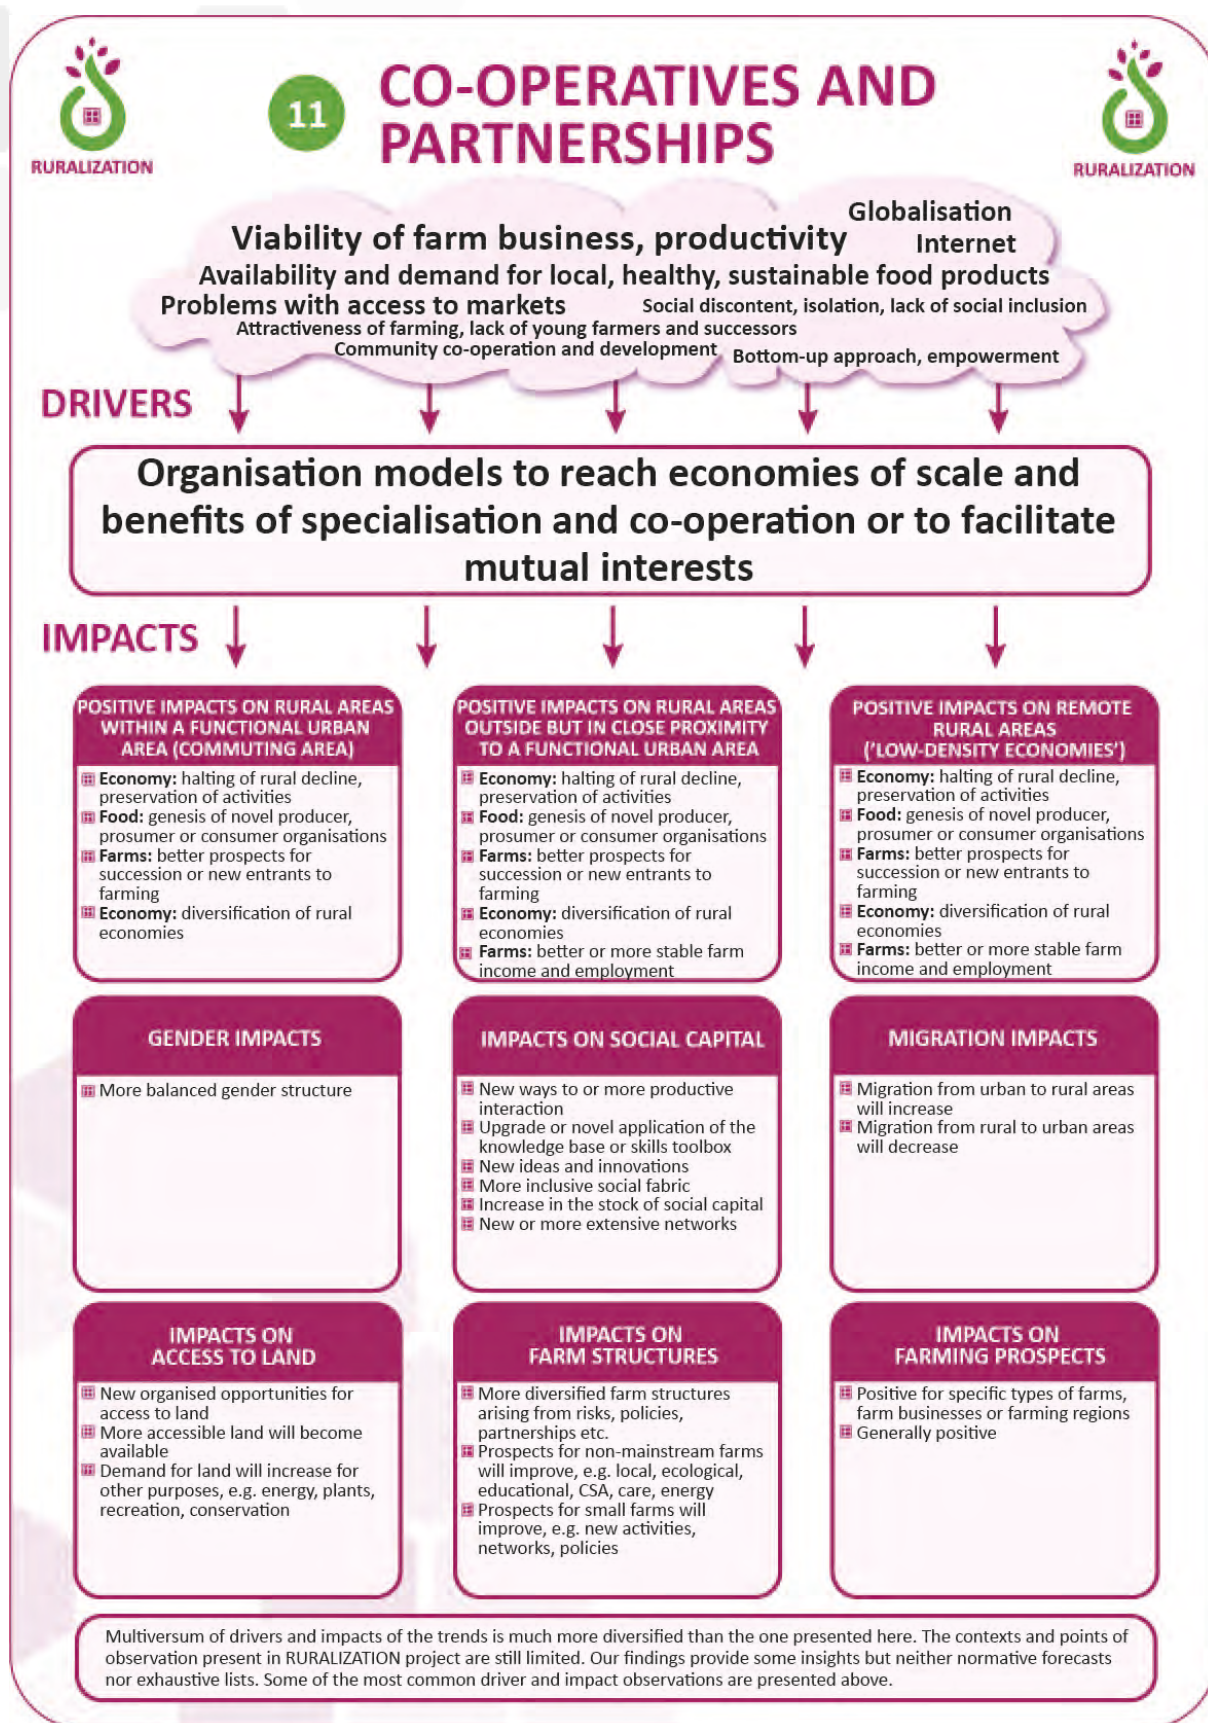 RURALIZATION
11
CO-OPERATIVES AND
PARTNERSHIPS
RURALIZATION
Globalisation
Viability of farm business, productivity
Internet
Availability and demand for local, healthy, sustainable food products
Problems with access to markets
Social discontent, isolation, lack of social inclusion
Attractiveness of farming, lack of young farmers and successors
Community co-operation and development
Bottom-up approach, empowerment
DRIVERS
Organisation models to reach economies of scale and
benefits of specialisation and co-operation or to facilitate
mutual interests
IMPACTS
POSITIVE IMPACTS ON RURAL AREAS
WITHIN A FUNCTIONAL URBAN
AREA (COMMUTING AREA)
Economy: halting of rural decline,
preservation of activities
Food: genesis of novel producer,
prosumer or consumer organisations
Farms: better prospects for
succession or new entrants to
farming
Economy: diversification of rural
economies
POSITIVE IMPACTS ON RURAL AREAS
OUTSIDE BUT IN CLOSE PROXIMITY
TO A FUNCTIONAL URBAN AREA
Economy: halting of rural decline,
preservation of activities
Food: genesis of novel producer,
prosumer or consumer organisations
Farms: better prospects for
succession or new entrants to
farming
Economy: diversification of rural
economies
Farms: better or more stable farm
income and employment
POSITIVE IMPACTS ON REMOTE
RURAL AREAS
('LOW-DENSITY ECONOMIES')
Economy: halting of rural decline,
preservation of activities
Food: genesis of novel producer,
prosumer or consumer organisations
Farms: better prospects for
succession or new entrants to
farming
Economy: diversification of rural
economies
Farms: better or more stable farm
income and employment
GENDER IMPACTS
More balanced gender structure
IMPACTS ON SOCIAL CAPITAL
New ways to or more productive
interaction
Upgrade or novel application of the
knowledge base or skills toolbox
New ideas and innovations
More inclusive social fabric
Increase in the stock of social capital
New or more extensive networks
MIGRATION IMPACTS
Migration from urban to rural areas
will increase
Migration from rural to urban areas
will decrease
IMPACTS ON
ACCESS TO LAND
New organised opportunities for
access to land
More accessible land will become
available
Demand for land will increase for
other purposes, e.g. energy, plants,
recreation, conservation
IMPACTS ON
FARM STRUCTURES
More diversified farm structures
arising from risks, policies,
partnerships etc.
Prospects for non-mainstream farms
will improve, e.g. local, ecological,
educational, CSA, care, energy
Prospects for small farms will
improve, e.g. new activities,
networks, policies
IMPACTS ON
FARMING PROSPECTS
Positive for specific types of farms,
farm businesses or farming regions
Generally positive
Multiversum of drivers and impacts of the trends is much more diversified than the one presented here. The contexts and points of
observation present in RURALIZATION project are still limited. Our findings provide some insights but neither normative forecasts
nor exhaustive lists. Some of the most common driver and impact observations are presented above.